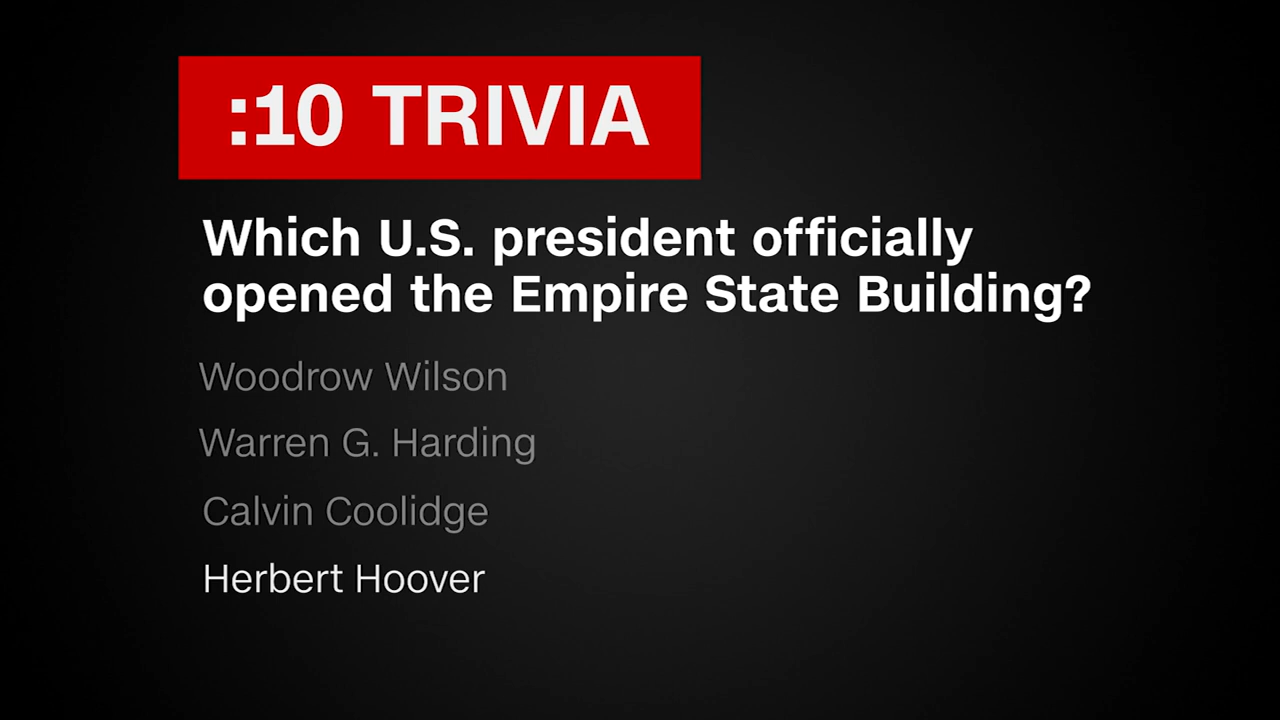 :10 TRIVIA
Which U.S. president officially
opened the Empire State Building?
Woodrow Wilson
Warren G. Harding
Calvin Coolidge
Herbert Hoover